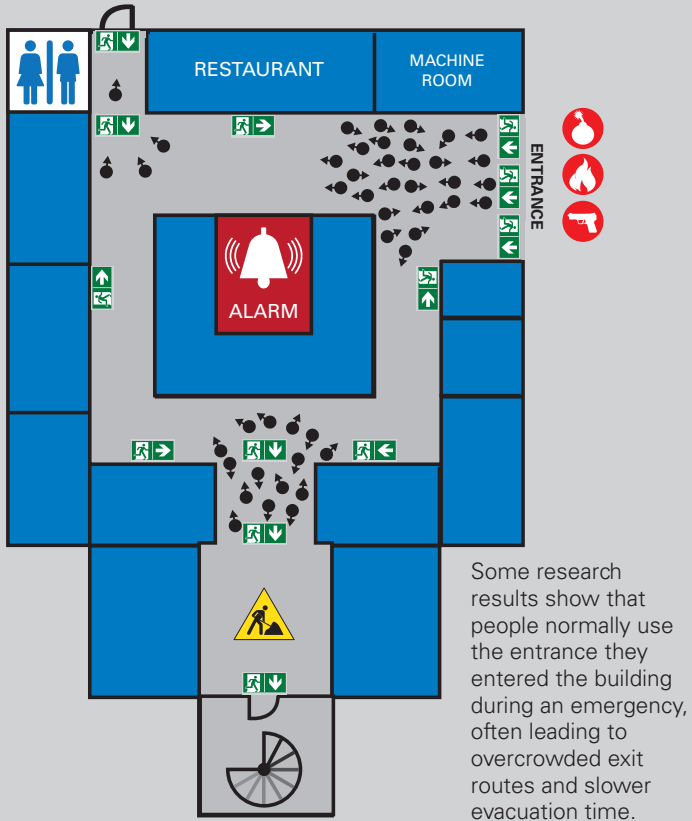 RESTAURANT
MACHINE
ROOM
ENTRANCE
ALARM
Some research
results show that
people normally use
the entrance they
entered the building
during an emergency,
often leading to
overcrowded exit
routes and slower
evacuation time.